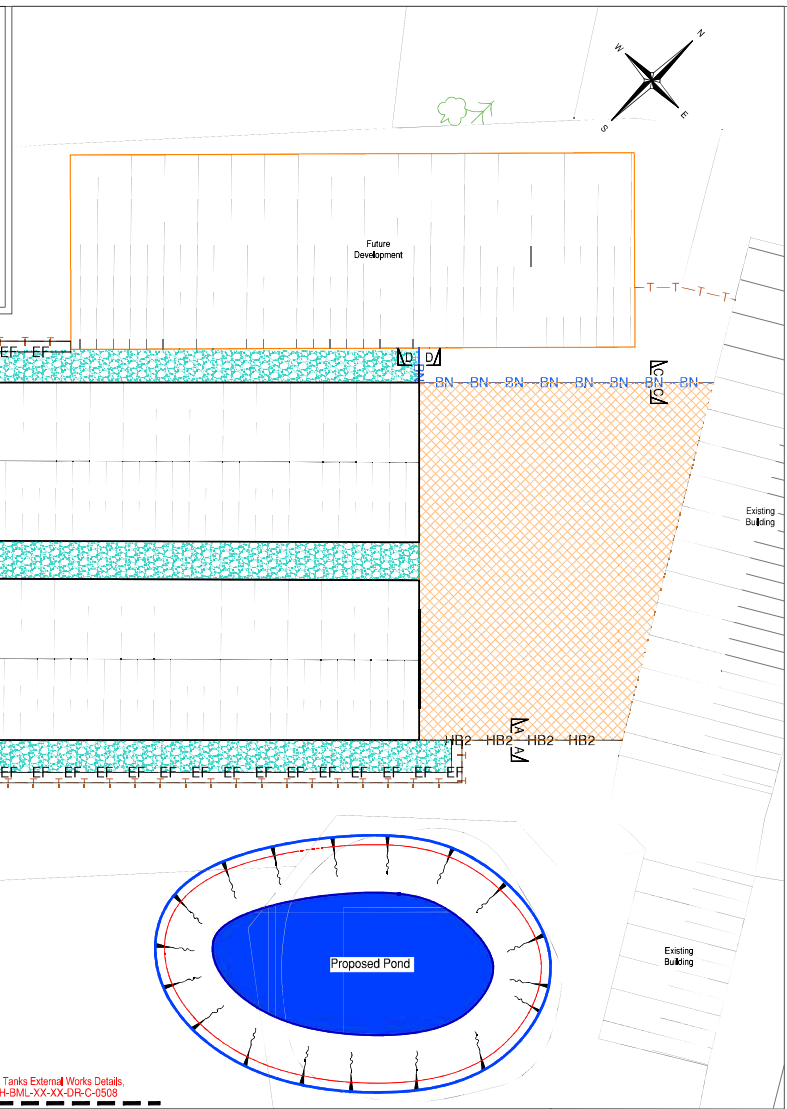 N
W
E
S
Future
Development
T T T T
T T T
EF EF
D D
BN
BN BN BN BN BN BN BN BN
C C
Existing
Building
A A
HB2 HB2 HB2 HB2
EF EF EF EF EF EF EF EF EF EF EF EF EF EF EF
Proposed Pond
Existing
Building
Tanks External Works Details,
H-BML-XX-XX-DR-C-0508